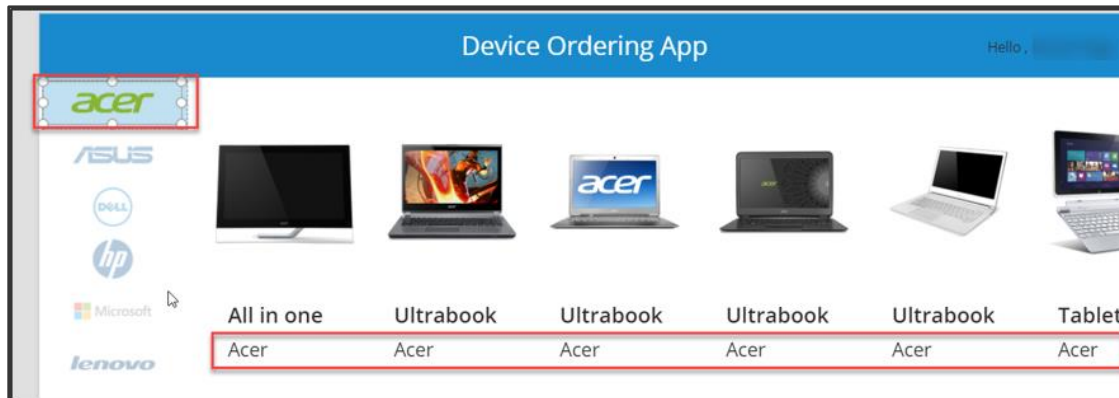 Device Ordering App
Hello ,
acer
ASUS
DELL
hp
Microsoft
lenovo
acer
All in one Ultrabook Ultrabook Ultrabook Ultrabook Tablet
Acer Acer Acer Acer Acer Acer